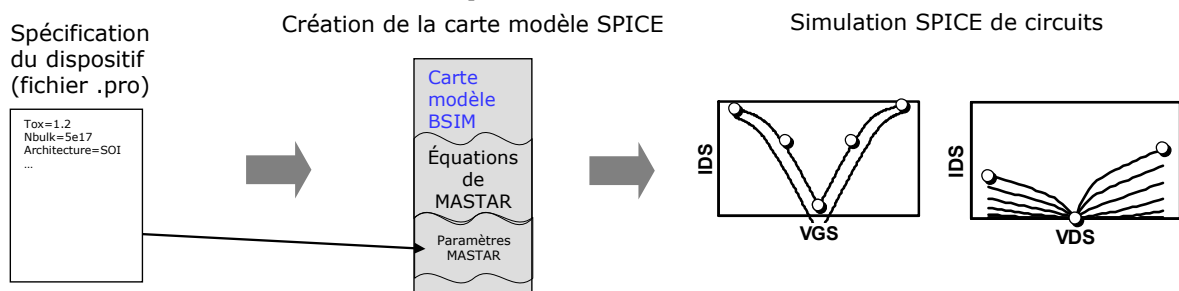 Spécification
du dispositif
(fichier .pro)
Tox=1.2
Nbulk=5e17
Architecture=SOI
…
Création de la carte modèle SPICE
Carte
modèle
BSIM
Équations
de
MASTAR
Paramètres
MASTAR
Simulation SPICE de circuits
IDS
VGS
IDS
VDS